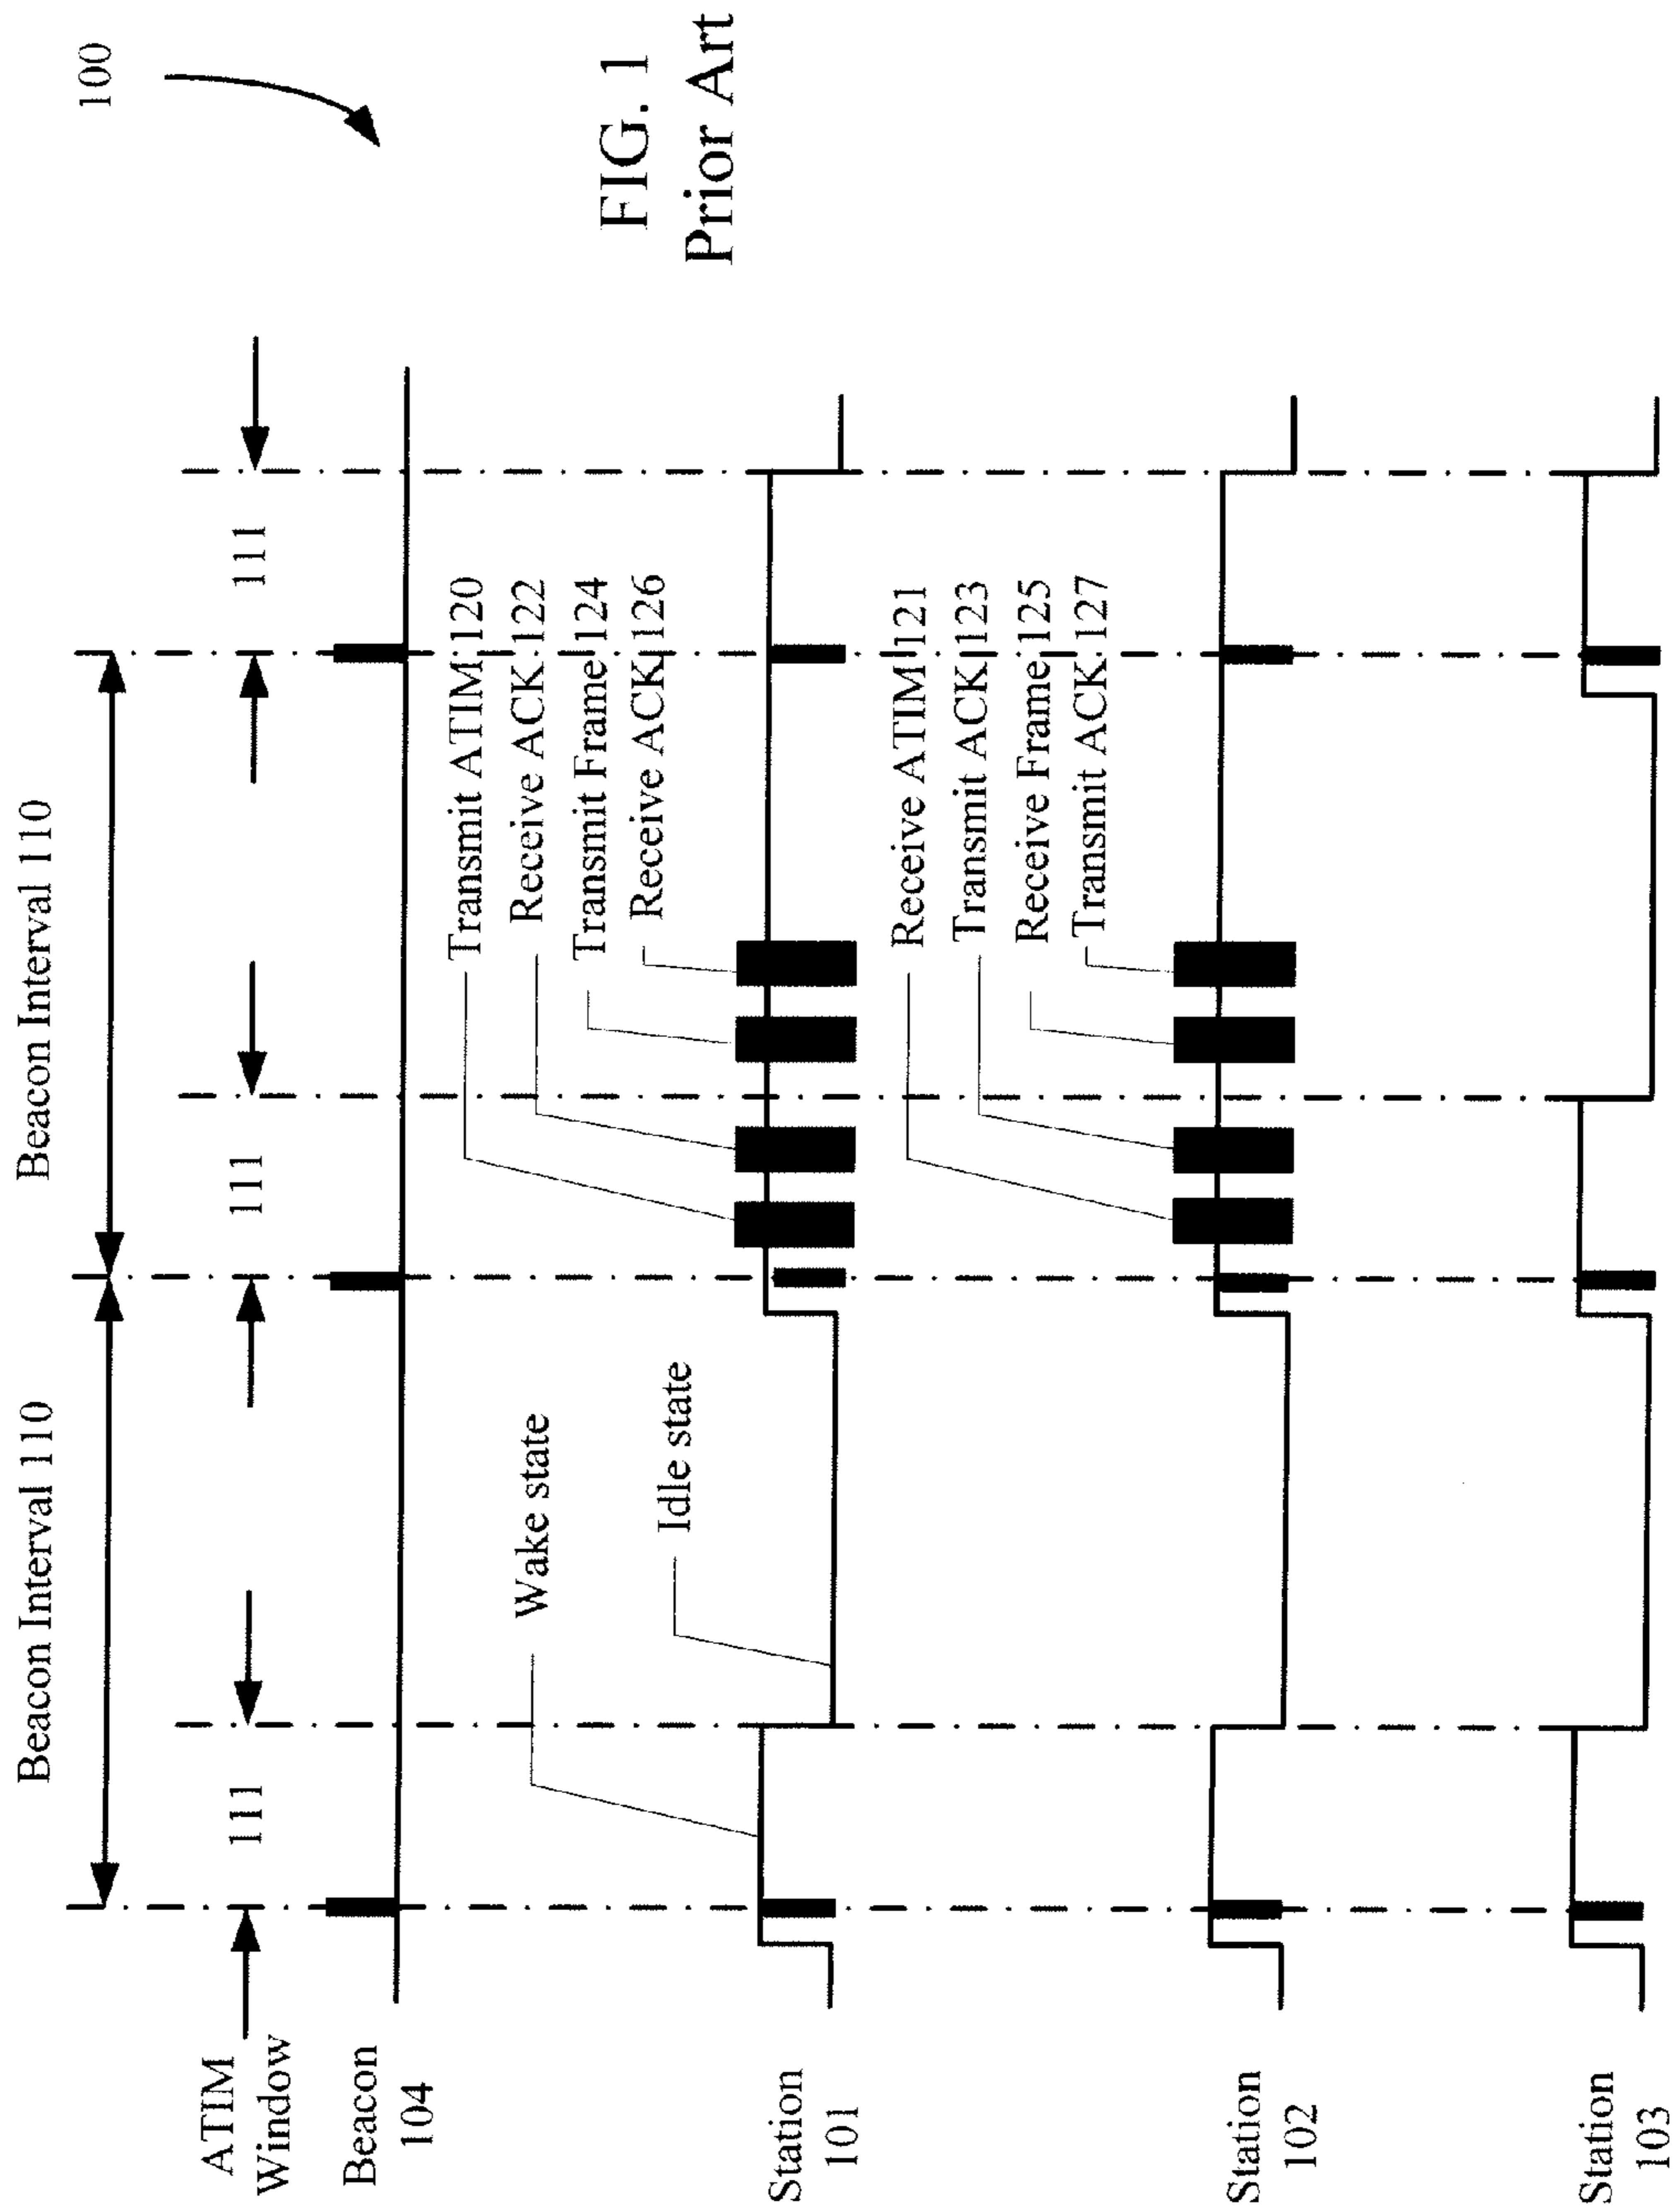 100
FIG. 1
Prior Art
Beacon Interval 110
Beacon Interval 110
ATIM
Window
111
111
111
Beacon
104
Wake state
Idle state
Transmit ATIM 120
Receive ACK 122
Transmit Frame 124
Receive ACK 126
Station
101
Receive ATIM 121
Transmit ACK 123
Receive Frame 125
Transmit ACK 127
Station
102
Station
103